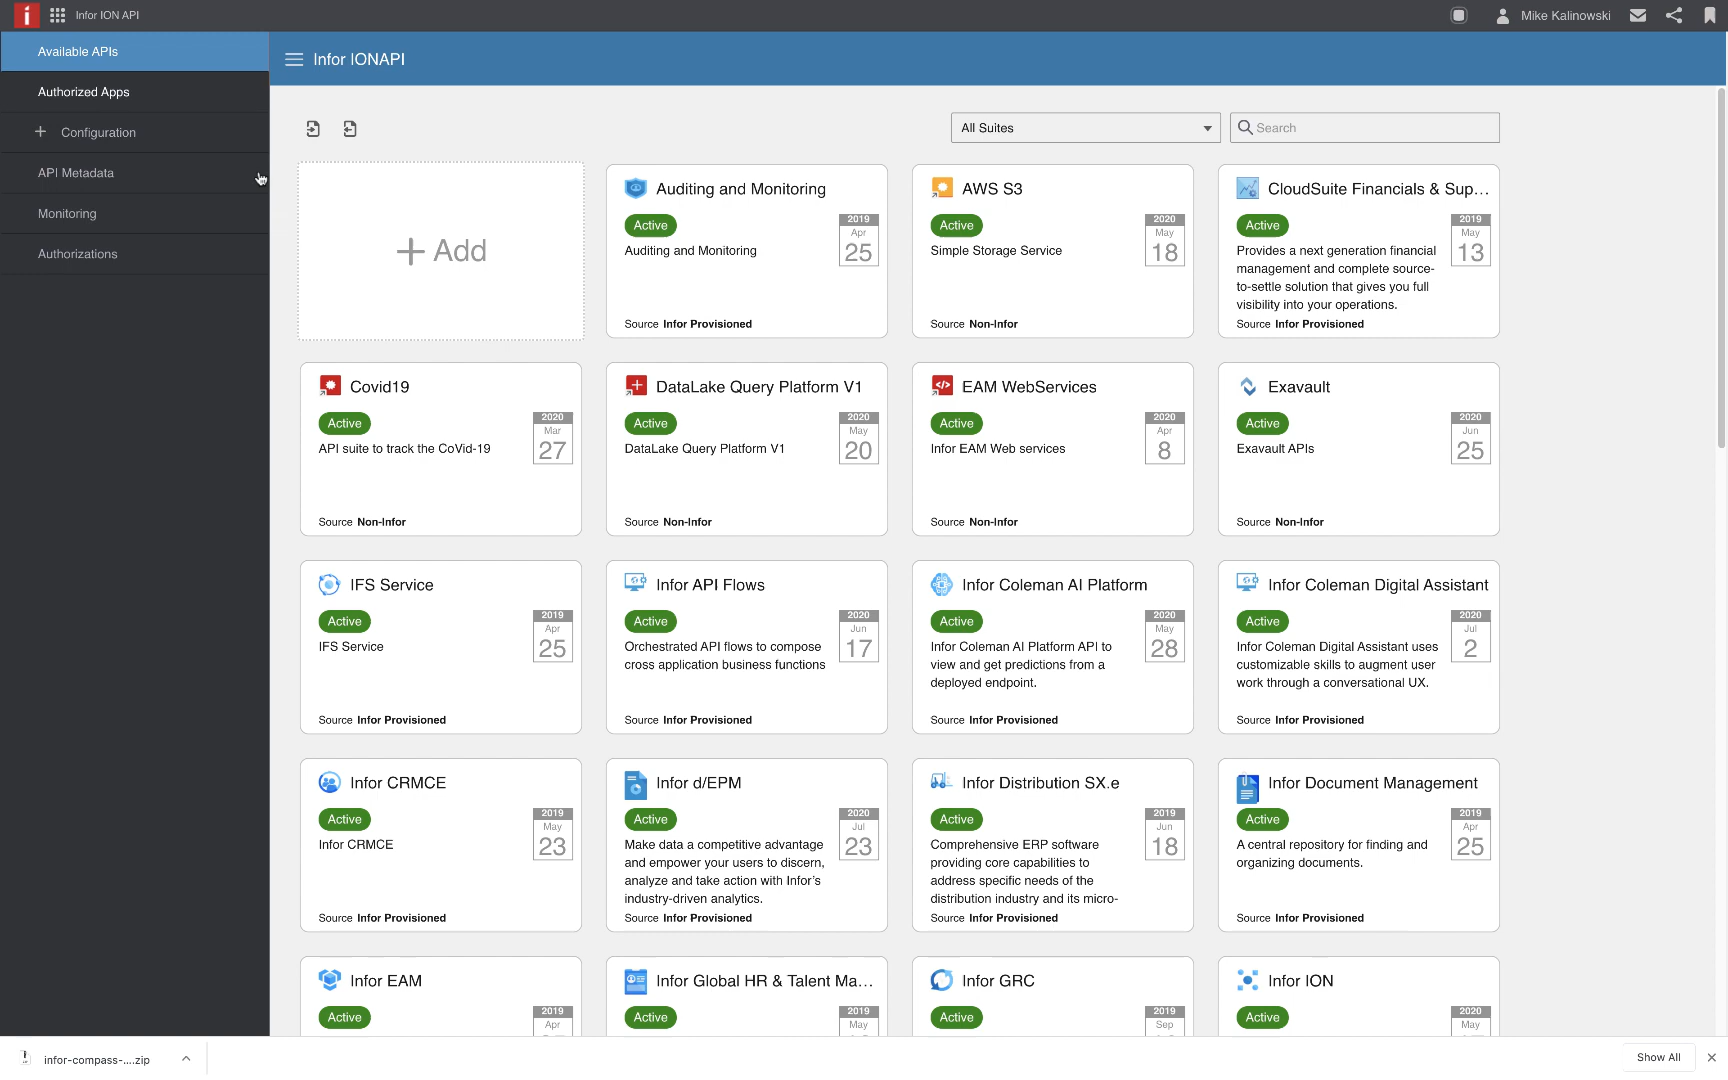 Infor ION API
Mike Kalinowski
Available APIs
Authorized Apps
Configuration
API Metadata
Monitoring
Authorizations
Infor IONAPI
All Suites
Search
+ Add
Auditing and Monitoring
Active
2019
Apr
25
Auditing and Monitoring
Source Infor Provisioned
AWS S3
Active
2020
May
18
Simple Storage Service
Source Non-Infor
CloudSuite Financials & Sup...
Active
2019
May
13
Provides a next generation financial
management and complete source-
to-settle solution that gives you full
visibility into your operations.
Source Infor Provisioned
Covid19
Active
2020
Mar
27
API suite to track the CoVid-19
Source Non-Infor
DataLake Query Platform V1
Active
2020
May
20
DataLake Query Platform V1
Source Non-Infor
EAM WebServices
Active
2020
Apr
8
Infor EAM Web services
Source Non-Infor
Exavault
Active
2020
Jun
25
Exavault APIs
Source Non-Infor
IFS Service
Active
2019
Apr
25
IFS Service
Source Infor Provisioned
Infor API Flows
Active
2020
Jun
17
Orchestrated API flows to compose
cross application business functions
Source Infor Provisioned
Infor Coleman AI Platform
Active
2020
May
28
Infor Coleman AI Platform API to
view and get predictions from a
deployed endpoint.
Source Infor Provisioned
Infor Coleman Digital Assistant
Active
2020
Jul
2
Infor Coleman Digital Assistant uses
customizable skills to augment user
work through a conversational UX.
Source Infor Provisioned
Infor CRMCE
Active
2019
May
23
Infor CRMCE
Source Infor Provisioned
Infor d/EPM
Active
2020
Jul
23
Make data a competitive advantage
and empower your users to discern,
analyze and take action with Infor's
industry-driven analytics.
Source Infor Provisioned
Infor Distribution SX.e
Active
2019
Jun
18
Comprehensive ERP software
providing core capabilities to
address specific needs of the
distribution industry and its micro-
Source Infor Provisioned
Infor Document Management
Active
2019
Apr
25
A central repository for finding and
organizing documents.
Source Infor Provisioned
Infor EAM
Active
2019
Apr
Infor Global HR & Talent Ma...
Active
2019
May
Infor GRC
Active
2019
Sep
Infor ION
Active
2020
May
infor-compass-....zip
Show All